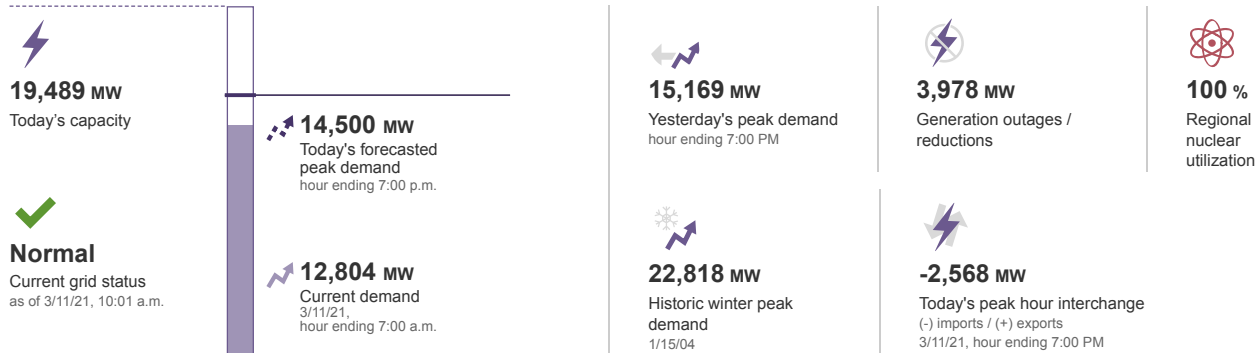 19,489 MW
Today's capacity
Normal
Current grid status
as of 3/11/21, 10:01 a.m.
14,500 MW
Today's forecasted
peak demand
hour ending 7:00 p.m.
12,804 MW
Current demand
3/11/21,
hour ending 7:00 a.m.
15,169 MW
Yesterday's peak demand
hour ending 7:00 PM
3,978 MW
Generation outages /
reductions
100 %
Regional
nuclear
utilization
22,818 MW
Historic winter peak
demand
1/15/04
-2,568 MW
Today's peak hour interchange
(-) imports / (+) exports
3/11/21, hour ending 7:00 PM